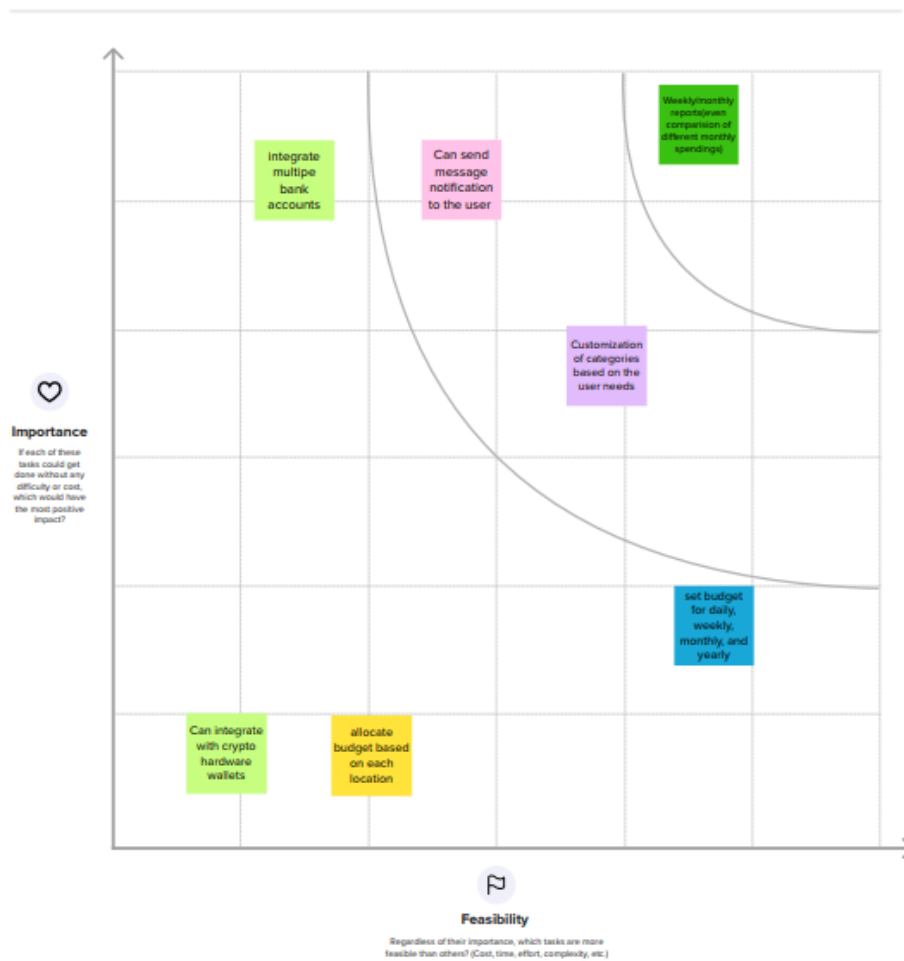 Weekly/monthly
reports(even
comparision of
different monthly
spendings)
integrate
multipe
bank
accounts
Can send
message
notification
to the user
Customization
of categories
based on the
user needs
Importance
If each of these
tasks could get
done without any
difficulty or cost,
which would have
the most positive
impact?
set budget
for daily,
weekly,
monthly, and
yearly
Can integrate
with crypto
hardware
wallets
allocate
budget based
on each
location
Feasibility
Regardless of their importance, which tasks are more
feasible than others? (Cost, time, effort, complexity, etc.)